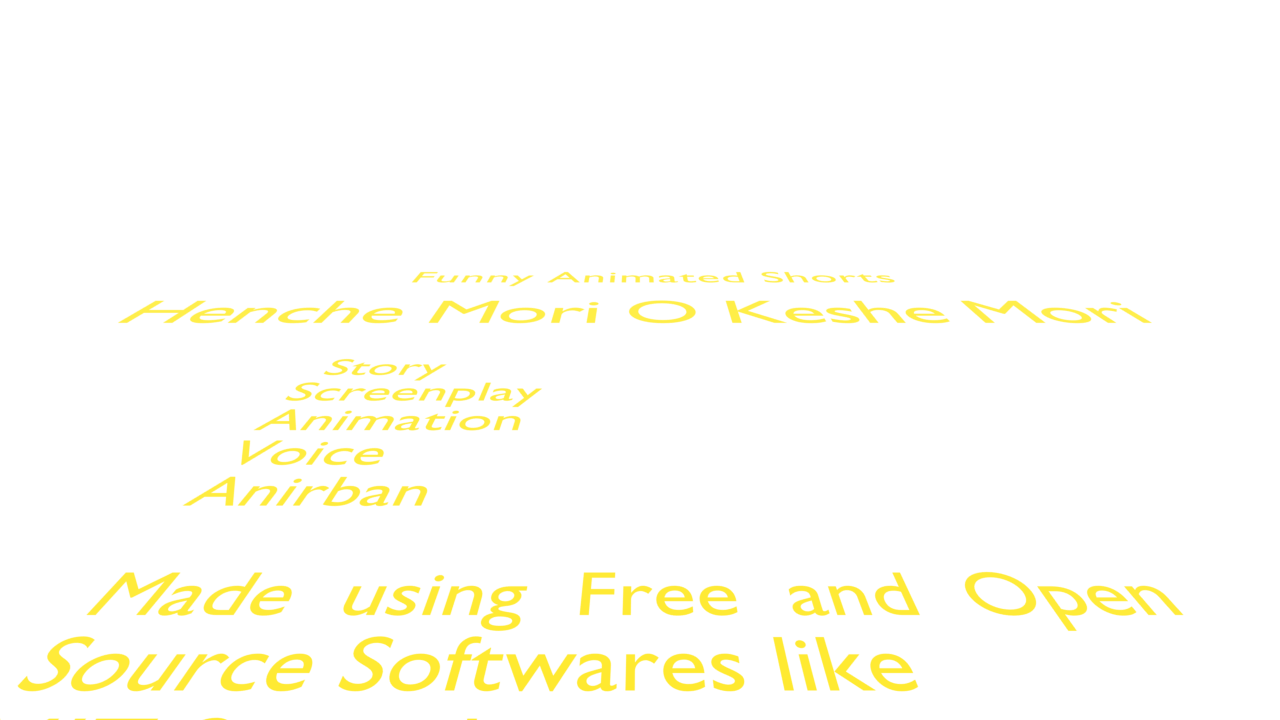 Funny Animated Shorts
Henche Mori O Keshe Mori
Story
Screenplay
Animation
Voice
Anirban
Made using Free and Open
Source Softwares like